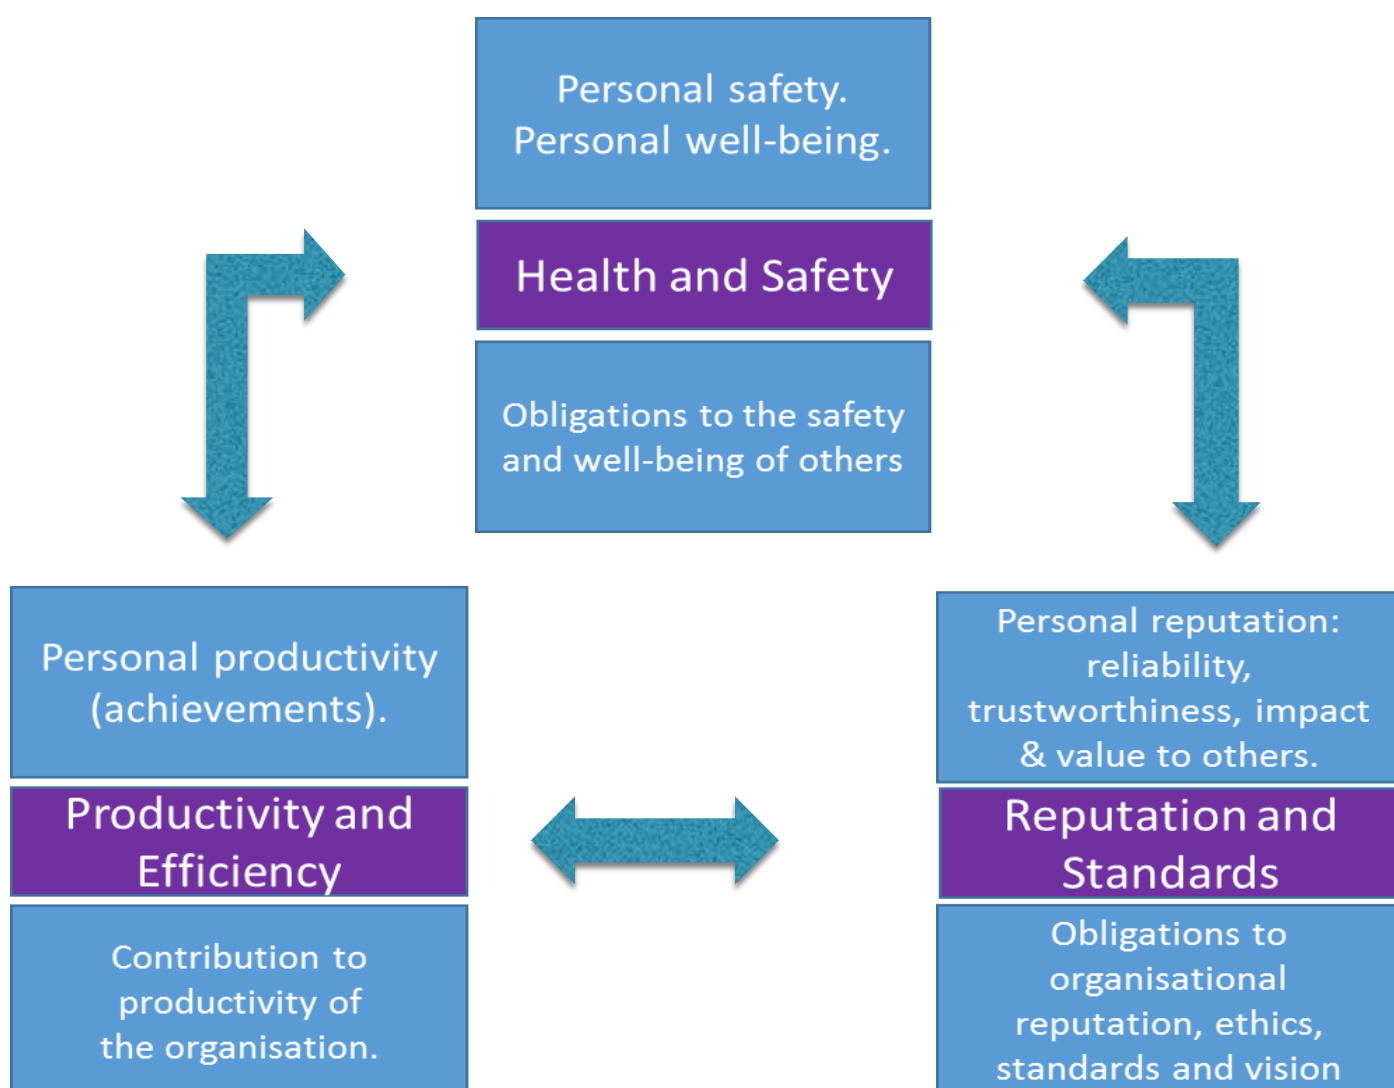 Personal safety.
Personal well-being.
Health and Safety
Obligations to the safety
and well-being of others
Personal productivity
(achievements).
Productivity and
Efficiency
Contribution to
productivity of
the organisation.
Personal reputation:
reliability,
trustworthiness, impact
& value to others.
Reputation and
Standards
Obligations to
organisational
reputation, ethics,
standards and vision